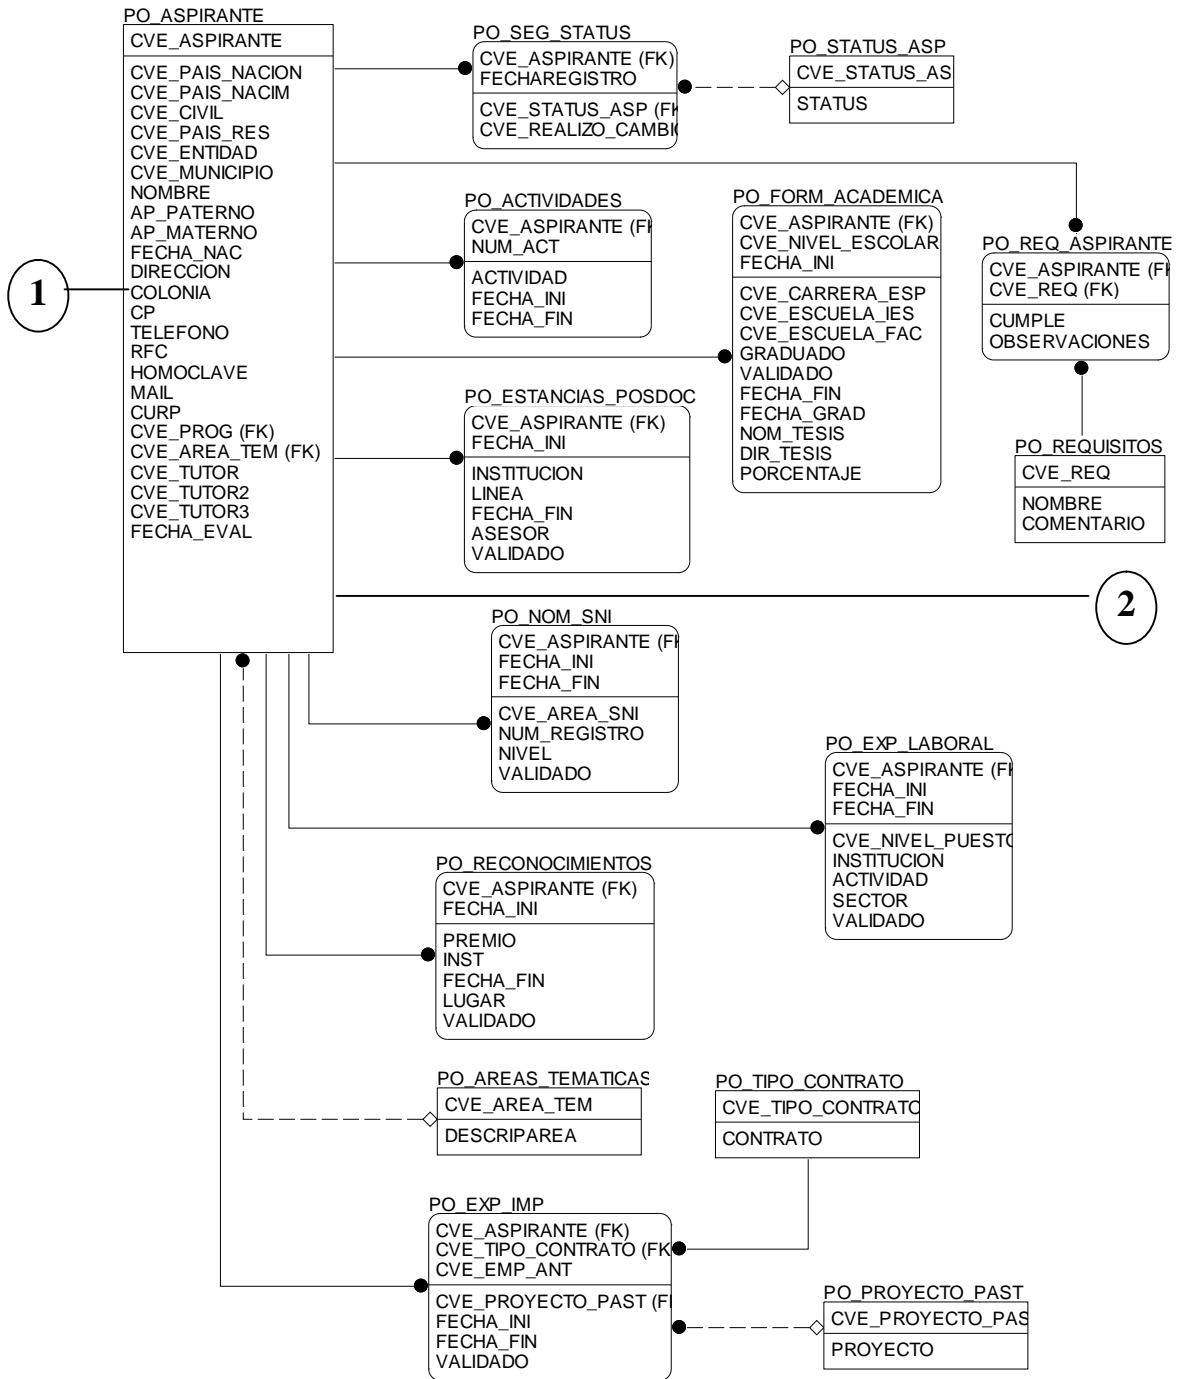 PO_ASPIRANTE
CVE_ASPIRANTE
CVE_PAIS_NACION
CVE_PAIS_NACIM
CVE_CIVIL
CVE_PAIS_RES
CVE_ENTIDAD
CVE_MUNICIPIO
NOMBRE
AP_PATERNO
AP_MATERNO
FECHA_NAC
DIRECCION
COLONIA
CP
TELEFONO
RFC
HOMOCLAVE
MAIL
CURP
CVE_PROG (FK)
CVE_AREA_TEM (FK)
CVE_TUTOR
CVE_TUTOR2
CVE_TUTOR3
FECHA_EVAL
1
PO_SEG_STATUS
CVE_ASPIRANTE (FK)
FECHAREGISTRO
CVE_STATUS_ASP (FK
CVE_REALIZO_CAMBIO
PO_STATUS_ASP
CVE_STATUS_AS
STATUS
PO_ACTIVIDADES
CVE_ASPIRANTE (FK
NUM_ACT
ACTIVIDAD
FECHA_INI
FECHA_FIN
PO_FORM_ACADEMICA
CVE_ASPIRANTE (FK)
CVE_NIVEL_ESCOLAR
FECHA_INI
CVE_CARRERA_ESP
CVE_ESCUELA_IES
CVE_ESCUELA_FAC
GRADUADO
VALIDADO
FECHA_FIN
FECHA_GRAD
NOM_TESIS
DIR_TESIS
PORCENTAJE
PO_REQ_ASPIRANTE
CVE_ASPIRANTE (FK
CVE_REQ (FK)
CUMPLE
OBSERVACIONES
PO_ESTANCIAS_POSDOC
CVE_ASPIRANTE (FK)
FECHA_INI
INSTITUCION
LINEA
FECHA_FIN
ASESOR
VALIDADO
PO_REQUISITOS
CVE_REQ
NOMBRE
COMENTARIO
2
PO_NOM_SNI
CVE_ASPIRANTE (FK
FECHA_INI
FECHA_FIN
CVE_AREA_SNI
NUM_REGISTRO
NIVEL
VALIDADO
PO_EXP_LABORAL
CVE_ASPIRANTE (FK
FECHA_INI
FECHA_FIN
CVE_NIVEL_PUESTO
INSTITUCION
ACTIVIDAD
SECTOR
VALIDADO
PO_RECONOCIMIENTOS
CVE_ASPIRANTE (FK)
FECHA_INI
PREMIO
INST
FECHA_FIN
LUGAR
VALIDADO
PO_AREAS_TEMATICAS
CVE_AREA_TEM
DESCRIPAREA
PO_TIPO_CONTRATO
CVE_TIPO_CONTRATO
CONTRATO
PO_EXP_IMP
CVE_ASPIRANTE (FK)
CVE_TIPO_CONTRATO (FK
CVE_EMP_ANT
CVE_PROYECTO_PAST (FK
FECHA_INI
FECHA_FIN
VALIDADO
PO_PROYECTO_PAST
CVE_PROYECTO_PAS
PROYECTO